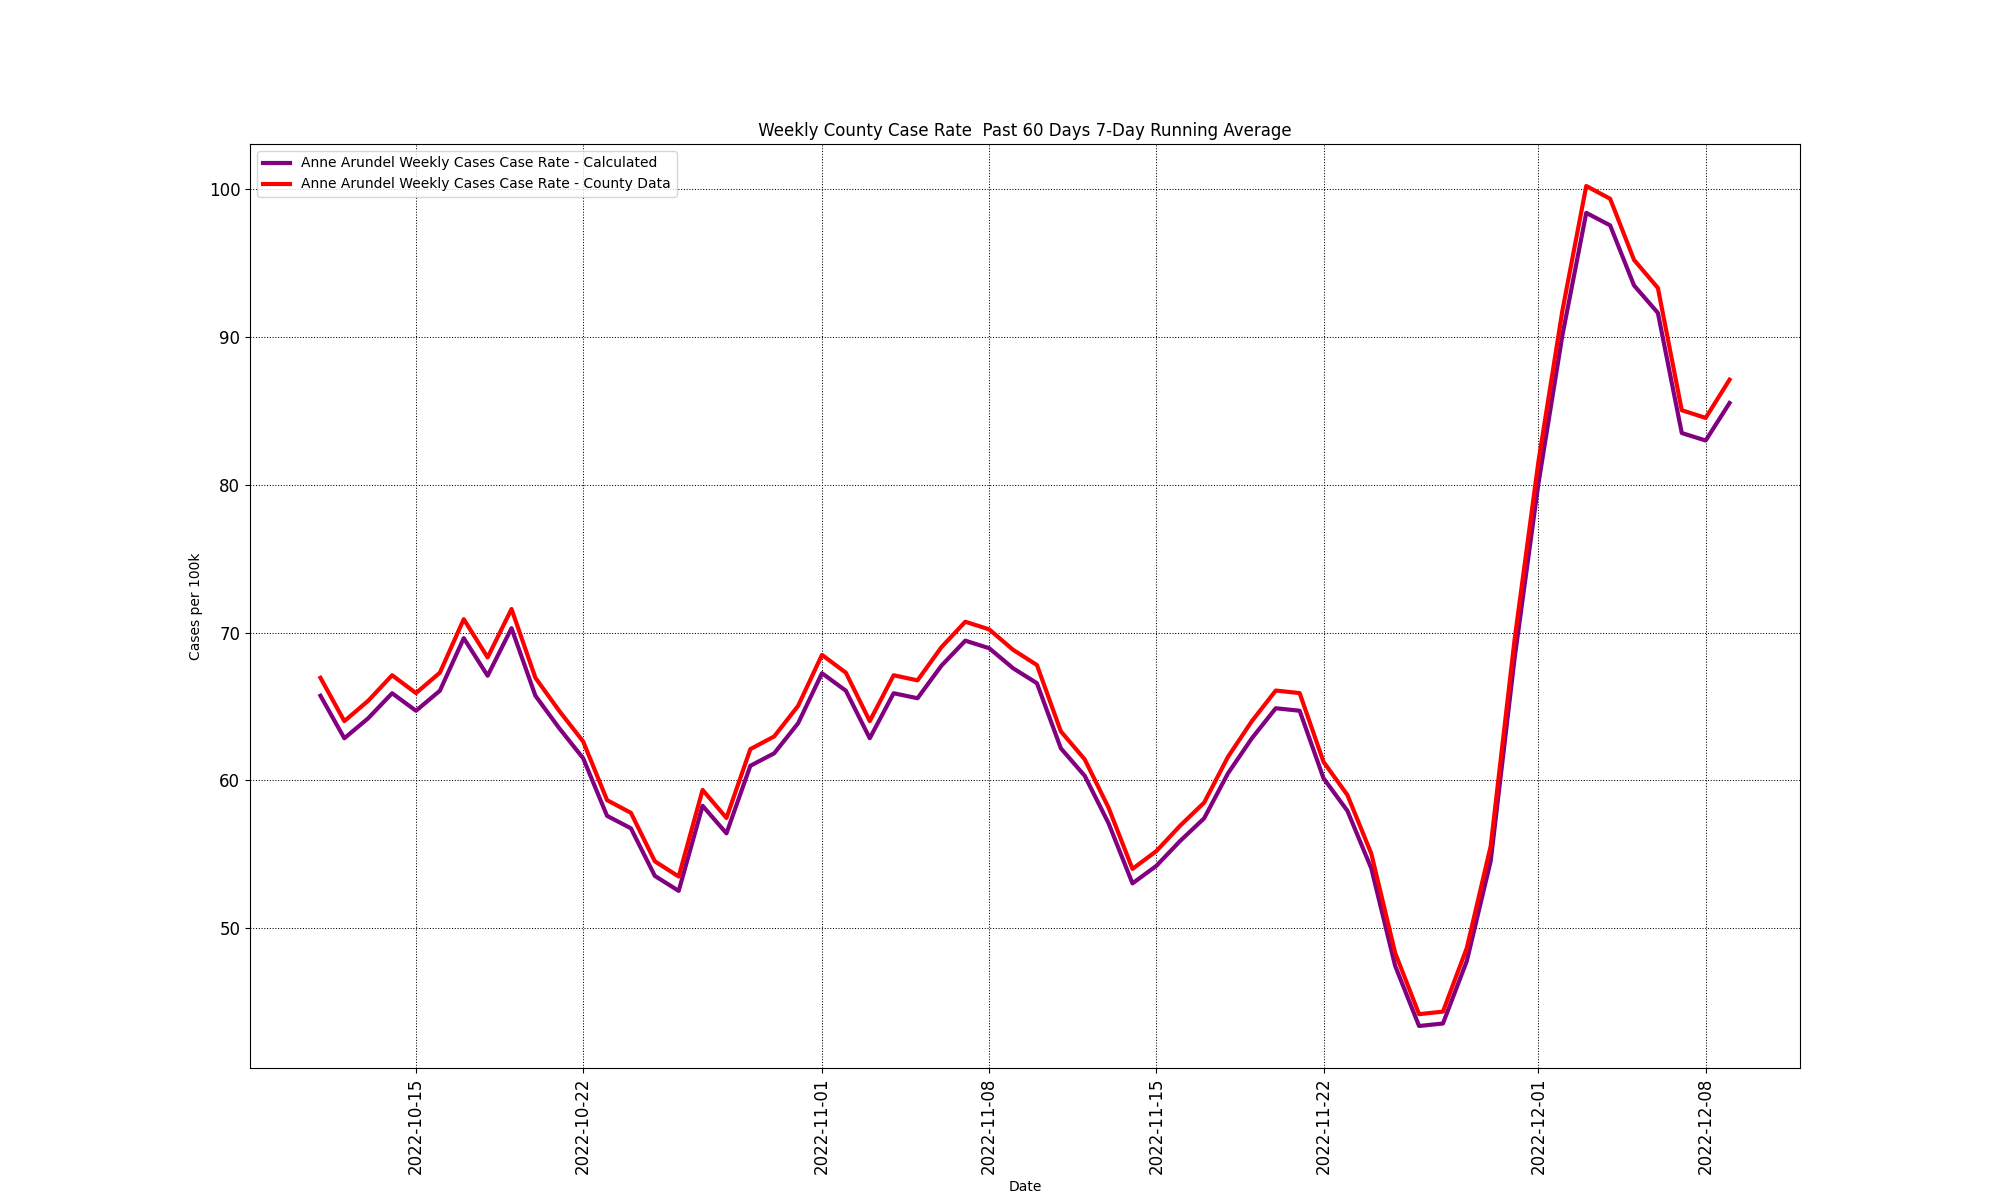 Weekly County Case Rate  Past 60 Days 7-Day Running Average
Anne Arundel Weekly Cases Case Rate - Calculated
Anne Arundel Weekly Cases Case Rate - County Data
100
90
80
70
60
50
Cases per 100k
2022-10-15
2022-10-22
2022-11-01
2022-11-08
2022-11-15
2022-11-22
2022-12-01
2022-12-08
Date